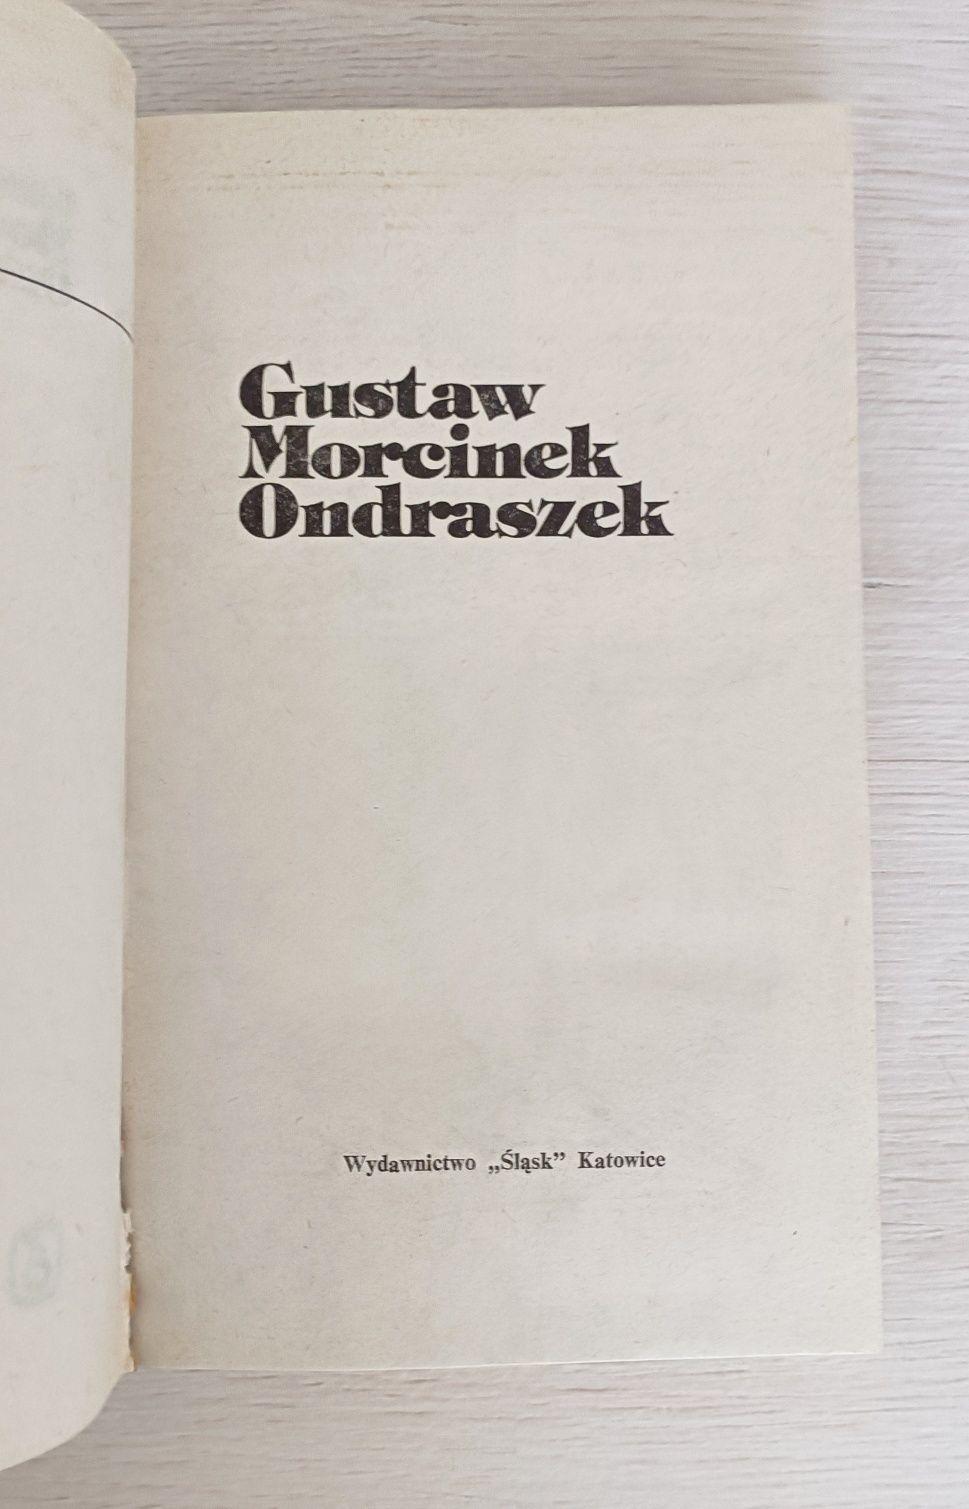 Gustaw
Morcinek
Ondraszek
Wydawnictwo „Śląsk” Katowice